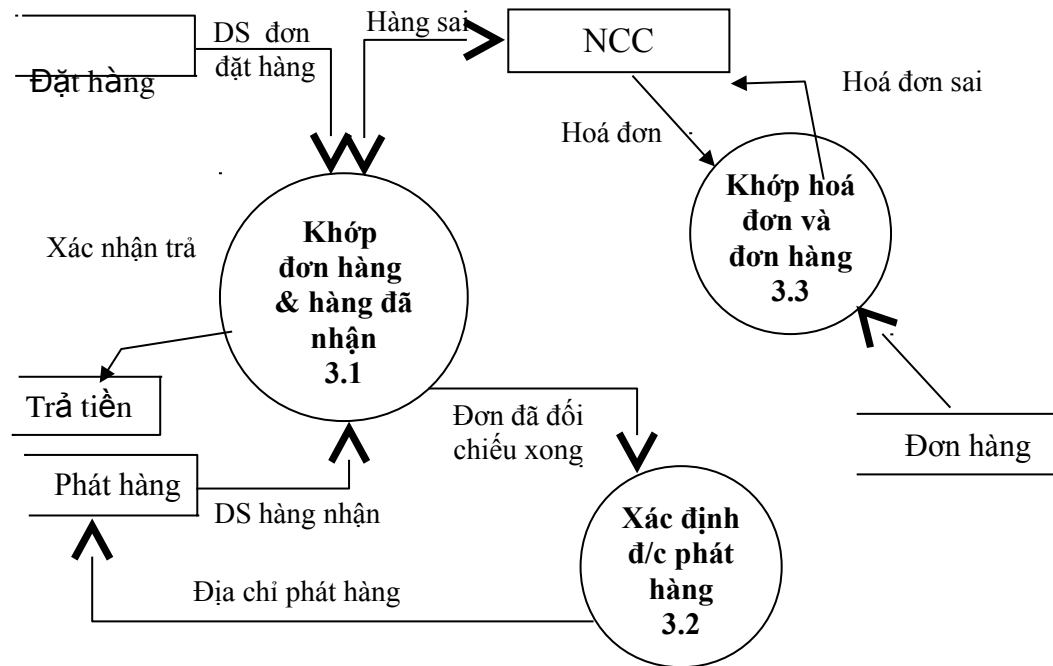 DS đơn
đặt hàng
Đặt hàng
Hàng sai
NCC
Hoá đơn sai
Hoá đơn
Khớp hoá
đơn và
đơn hàng
3.3
Khớp
đơn hàng
& hàng đã
nhận
3.1
Xác nhận trả
Trả tiền
Đơn đã đối
chiếu xong
Đơn hàng
Phát hàng
DS hàng nhận
Xác định
đ/c phát
hàng
3.2
Địa chỉ phát hàng